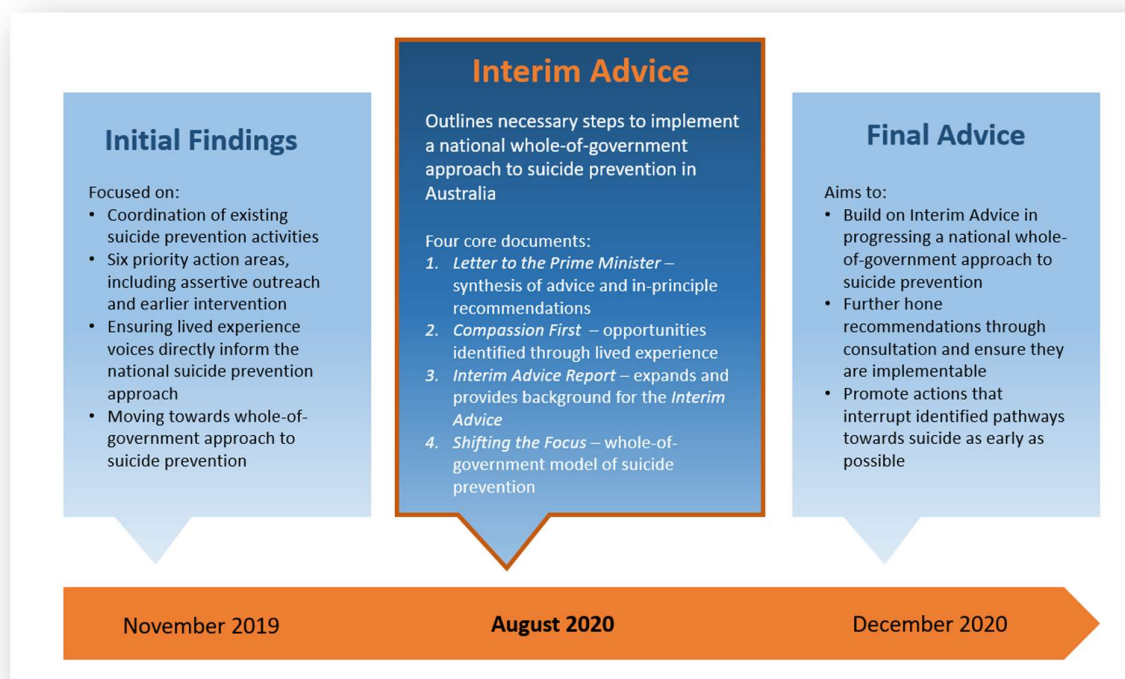 Initial Findings
Focused on:
• Coordination of existing
suicide prevention activities
• Six priority action areas,
including assertive outreach
and earlier intervention
• Ensuring lived experience
voices directly inform the
national suicide prevention
approach
• Moving towards whole-of-
government approach to
suicide prevention
Interim Advice
Outlines necessary steps to implement
a national whole-of-government
approach to suicide prevention in
Australia
Four core documents:
1. Letter to the Prime Minister –
synthesis of advice and in-principle
recommendations
2. Compassion First – opportunities
identified through lived experience
3. Interim Advice Report – expands and
provides background for the Interim
Advice
4. Shifting the Focus – whole-of-
government model of suicide
prevention
Final Advice
Aims to:
• Build on Interim Advice in
progressing a national whole-
of-government approach to
suicide prevention
• Further hone
recommendations through
consultation and ensure they
are implementable
• Promote actions that
interrupt identified pathways
towards suicide as early as
possible
November 2019
August 2020
December 2020